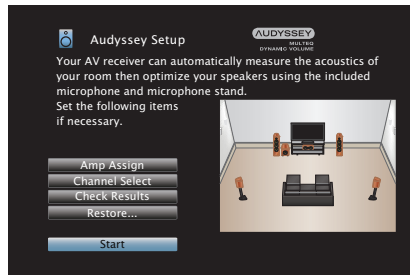 Audyssey Setup
AUDYSSEY
MULTEQ
DYNAMIC VOLUME
Your AV receiver can automatically measure the acoustics of
your room then optimize your speakers using the included
microphone and microphone stand.
Set the following items
if necessary.
Amp Assign
Channel Select
Check Results
Restore...
Start